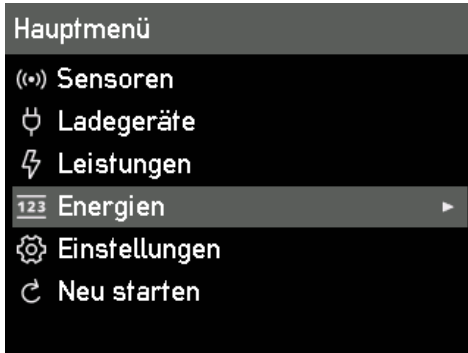 Hauptmenü
Sensoren
Ladegeräte
Leistungen
123 Energien
Einstellungen
Neu starten